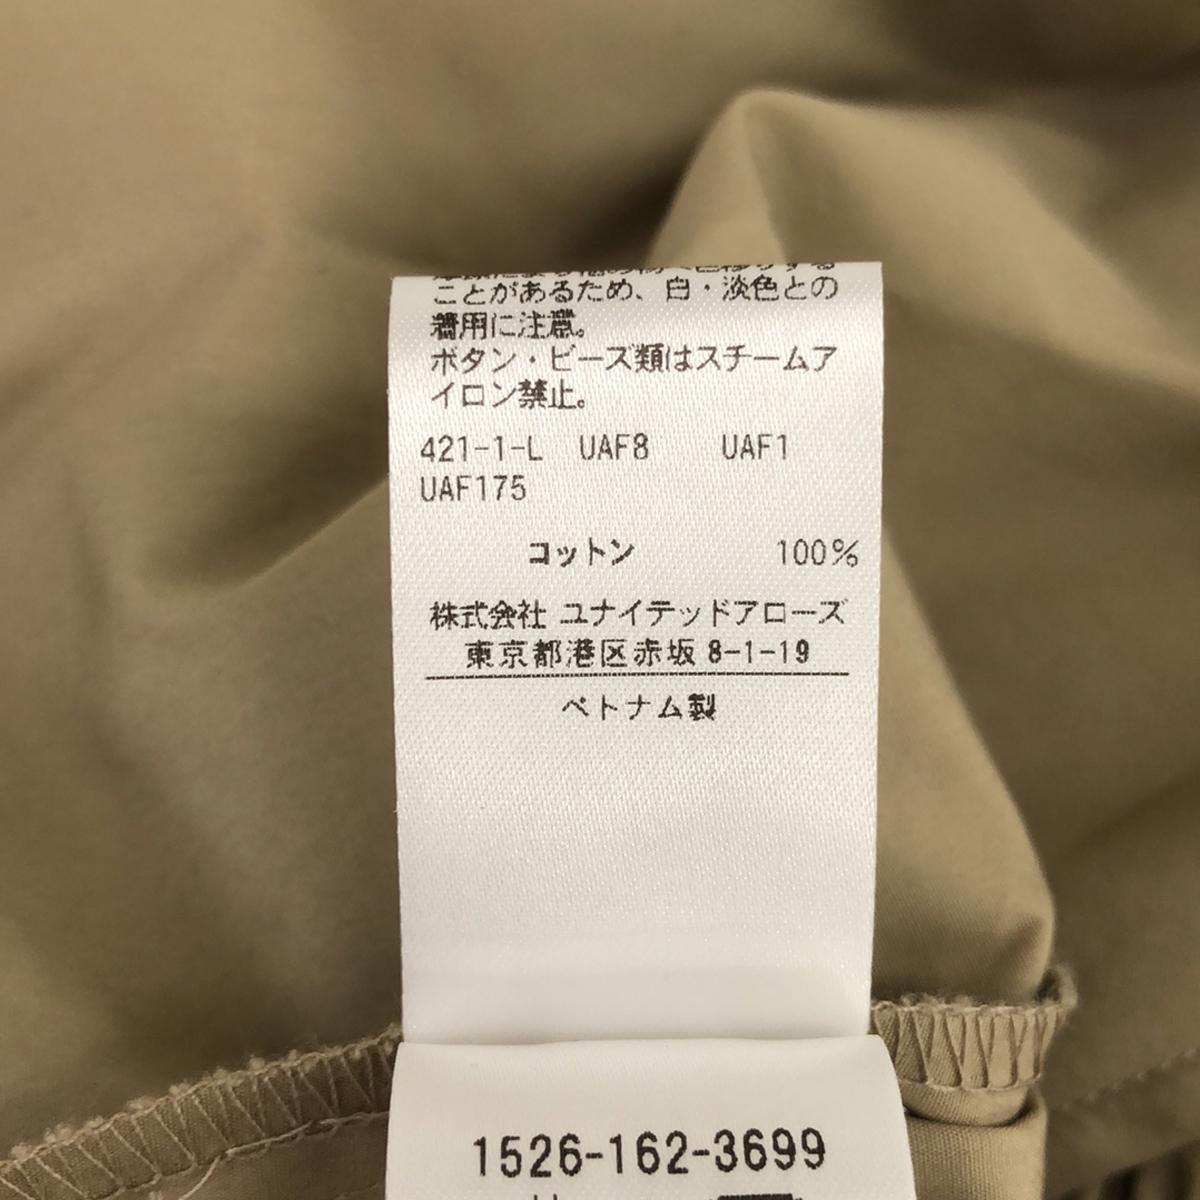 ことがあるため、白・淡色との
着用に注意。
ボタン・ビーズ類はスチームア
イロン禁止。
421-1-L UAF8 UAF1
UAF175
コットン 100%
株式会社 ユナイテッドアローズ
東京都港区赤坂 8-1-19
ベトナム製
1526-162-3699